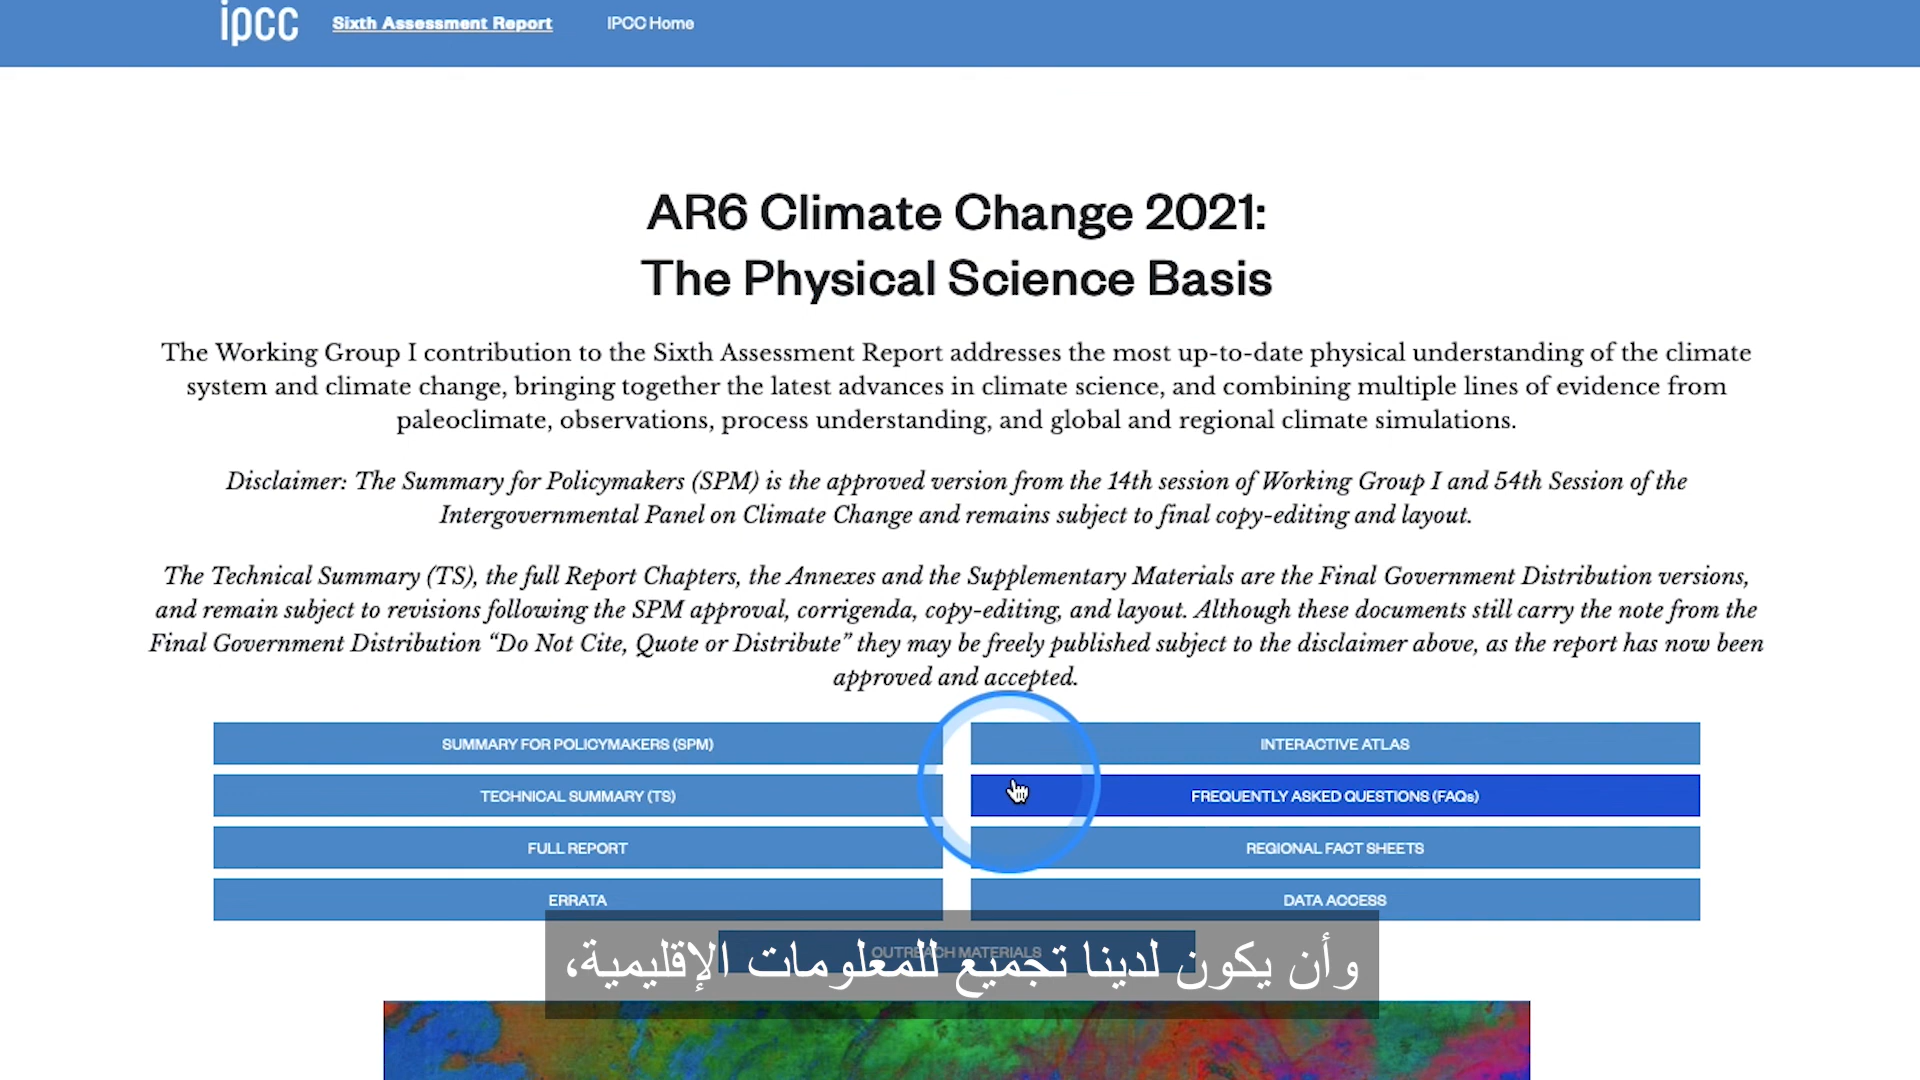 ipcc
Sixth Assessment Report
IPCC Home
AR6 Climate Change 2021:
The Physical Science Basis
The Working Group I contribution to the Sixth Assessment Report addresses the most up-to-date physical understanding of the climate
system and climate change, bringing together the latest advances in climate science, and combining multiple lines of evidence from
paleoclimate, observations, process understanding, and global and regional climate simulations.
Disclaimer: The Summary for Policymakers (SPM) is the approved version from the 14th session of Working Group I and 54th Session of the
Intergovernmental Panel on Climate Change and remains subject to final copy-editing and layout.
The Technical Summary (TS), the full Report Chapters, the Annexes and the Supplementary Materials are the Final Government Distribution versions,
and remain subject to revisions following the SPM approval, corrigenda, copy-editing, and layout. Although these documents still carry the note from the
Final Government Distribution “Do Not Cite, Quote or Distribute” they may be freely published subject to the disclaimer above, as the report has now been
approved and accepted.
SUMMARY FOR POLICYMAKERS (SPM)
INTERACTIVE ATLAS
TECHNICAL SUMMARY (TS)
FREQUENTLY ASKED QUESTIONS (FAQs)
FULL REPORT
REGIONAL FACT SHEETS
ERRATA
DATA ACCESS
OUTREACH MATERIALS
وأن يكون لدينا تجميع للمعلومات الإقليمية،